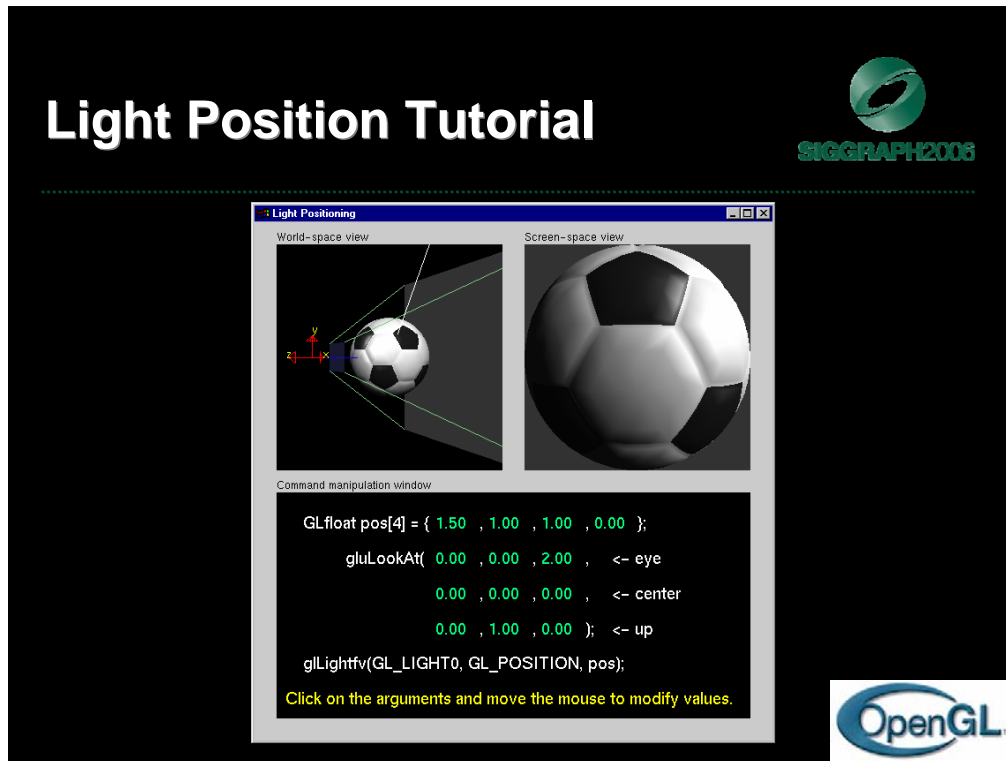 Light Position Tutorial
SIGGRAPH2006
Light Positioning
World-space view
Screen-space view
z
y
x
Command manipulation window
GLfloat pos[4] = { 1.50 , 1.00 , 1.00 , 0.00 };
gluLookAt( 0.00 , 0.00 , 2.00 , <- eye
0.00 , 0.00 , 0.00 , <- center
0.00 , 1.00 , 0.00 ); <- up
glLightfv(GL_LIGHT0, GL_POSITION, pos);
Click on the arguments and move the mouse to modify values.
OpenGL